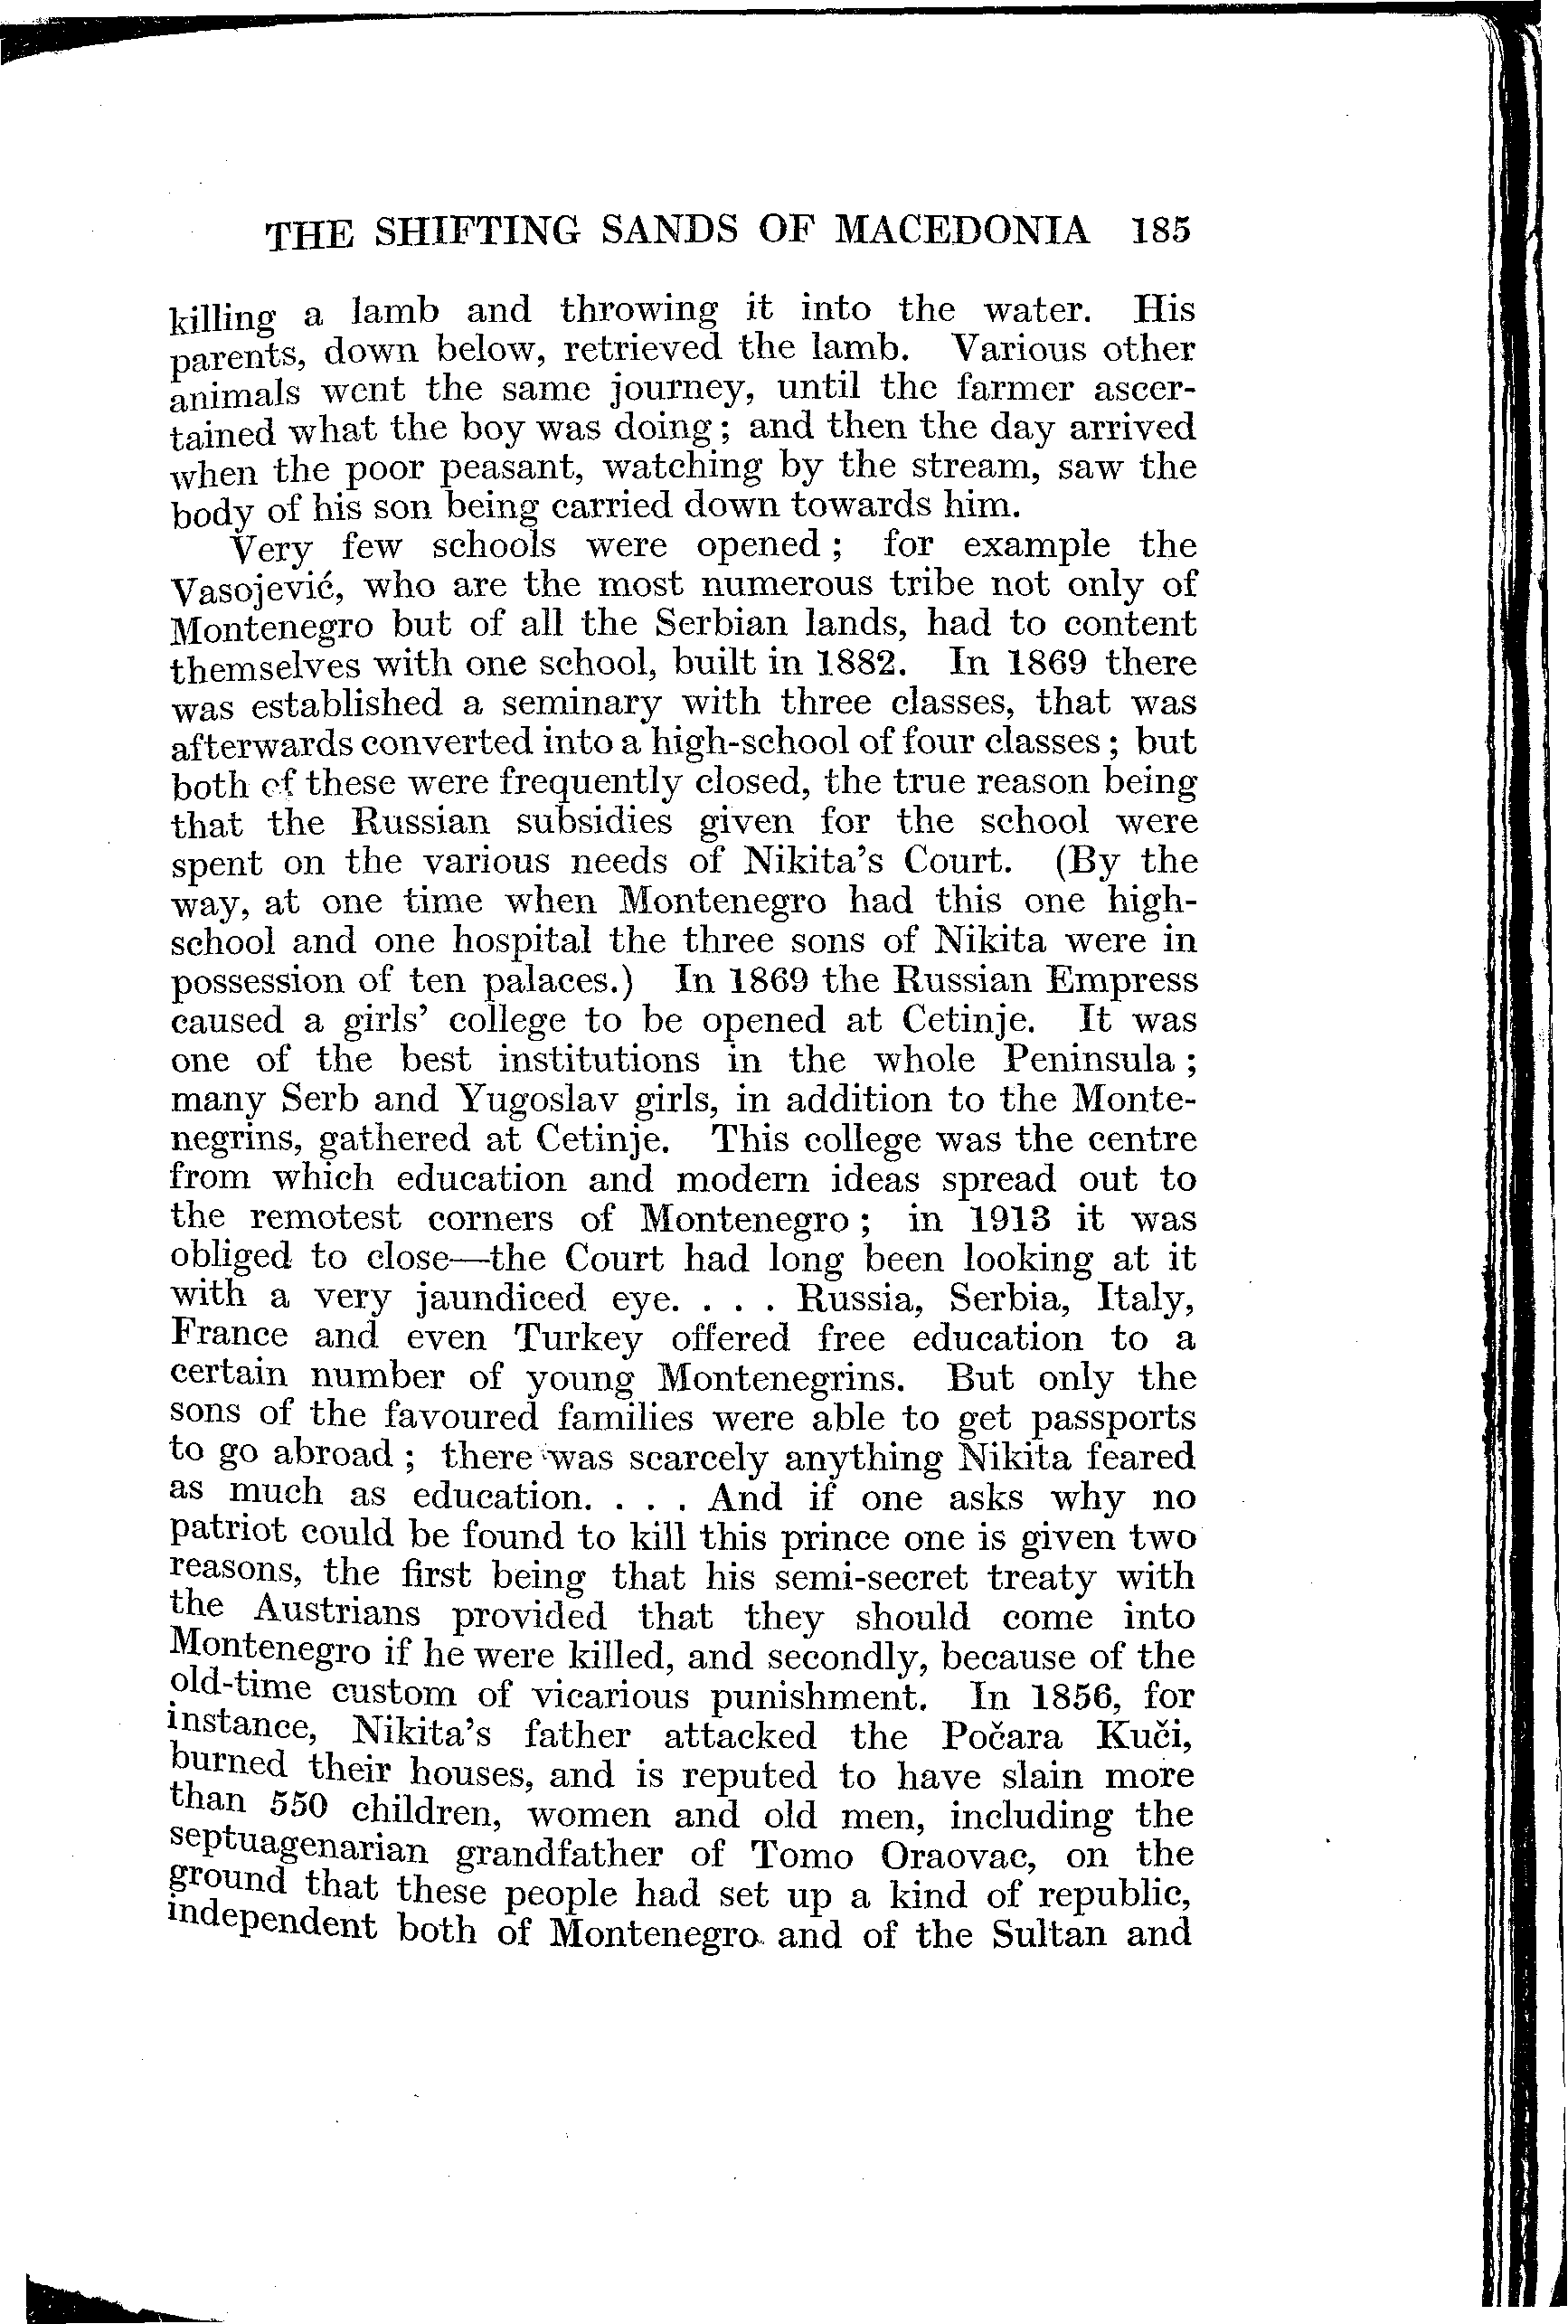 THE SHIFTING SANDS OF MACEDONIA 185
killing a lamb and throwing it into the water. His
parents, down below, retrieved the lamb. Various other
animals went the same journey, until the farmer ascer-
tained what the boy was doing; and then the day arrived
when the poor peasant, watching by the stream, saw the
body of his son being carried down towards him.
Very few schools were opened; for example the
Vasojević, who are the most numerous tribe not only of
Montenegro but of all the Serbian lands, had to content
themselves with one school, built in 1882. In 1869 there
was established a seminary with three classes, that was
afterwards converted into a high-school of four classes; but
both of these were frequently closed, the true reason being
that the Russian subsidies given for the school were
spent on the various needs of Nikita's Court. (By the
way, at one time when Montenegro had this one high-
school and one hospital the three sons of Nikita were in
possession of ten palaces.) In 1869 the Russian Empress
caused a girls' college to be opened at Cetinje. It was
one of the best institutions in the whole Peninsula;
many Serb and Yugoslav girls, in addition to the Monte-
negrins, gathered at Cetinje. This college was the centre
from which education and modern ideas spread out to
the remotest corners of Montenegro; in 1913 it was
obliged to close—the Court had long been looking at it
with a very jaundiced eye. . . . Russia, Serbia, Italy,
France and even Turkey offered free education to a
certain number of young Montenegrins. But only the
sons of the favoured families were able to get passports
to go abroad; there was scarcely anything Nikita feared
as much as education. . . . And if one asks why no
patriot could be found to kill this prince one is given two
reasons, the first being that his semi-secret treaty with
the Austrians provided that they should come into
Montenegro if he were killed, and secondly, because of the
old-time custom of vicarious punishment. In 1856, for
instance, Nikita's father attacked the Počara Kuči,
burned their houses, and is reputed to have slain more
than 550 children, women and old men, including the
septuagenarian grandfather of Tomo Oraovac, on the
ground that these people had set up a kind of republic,
independent both of Montenegro and of the Sultan and